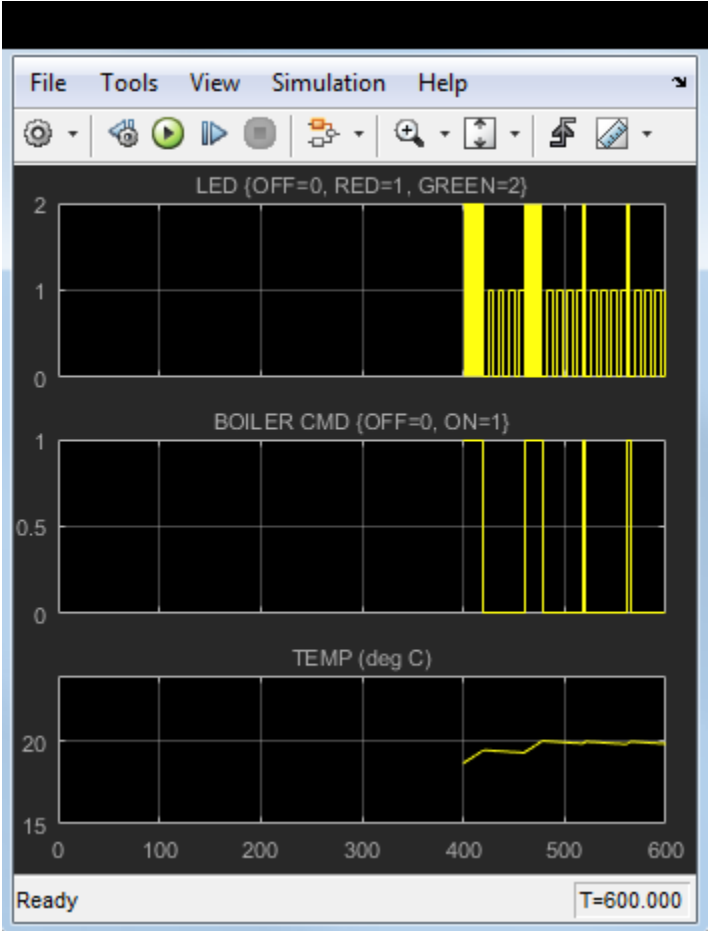 File Tools View Simulation Help
LED {OFF=0, RED=1, GREEN=2}
2
1
0
BOILER CMD {OFF=0, ON=1}
1
0.5
0
TEMP (deg C)
20
15
0 100 200 300 400 500 600
Ready T=600.000